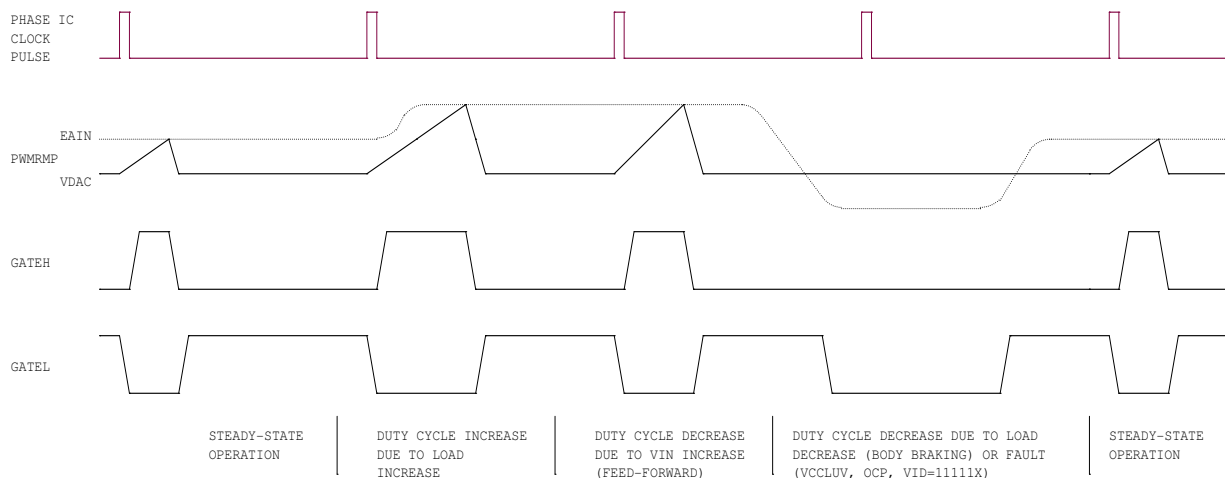 PHASE IC
CLOCK
PULSE
EAIN
PWMRMP
VDAC
GATEH
GATEL
STEADY-STATE
OPERATION
DUTY CYCLE INCREASE
DUE TO LOAD
INCREASE
DUTY CYCLE DECREASE
DUE TO VIN INCREASE
(FEED-FORWARD)
DUTY CYCLE DECREASE DUE TO LOAD
DECREASE (BODY BRAKING) OR FAULT
(VCCLUV, OCP, VID=11111X)
STEADY-STATE
OPERATION